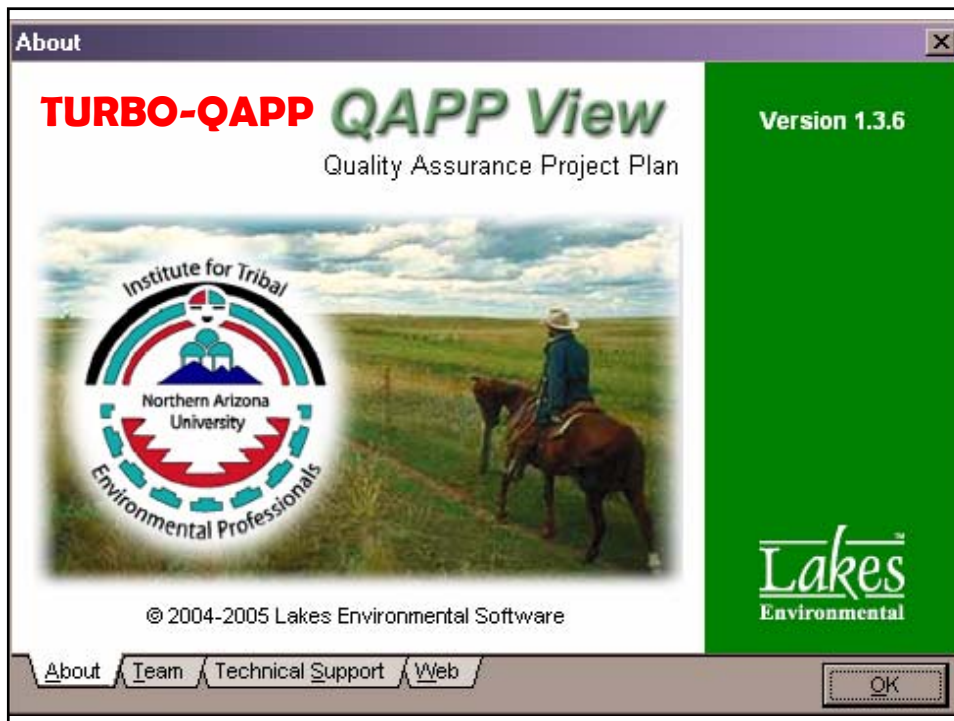 About
TURBO-QAPP QAPP View
Quality Assurance Project Plan
Version 1.3.6
Institute for Tribal
Northern Arizona
University
Environmental Professionals
Lakes™
Environmental
© 2004-2005 Lakes Environmental Software
About Team Technical Support Web
OK